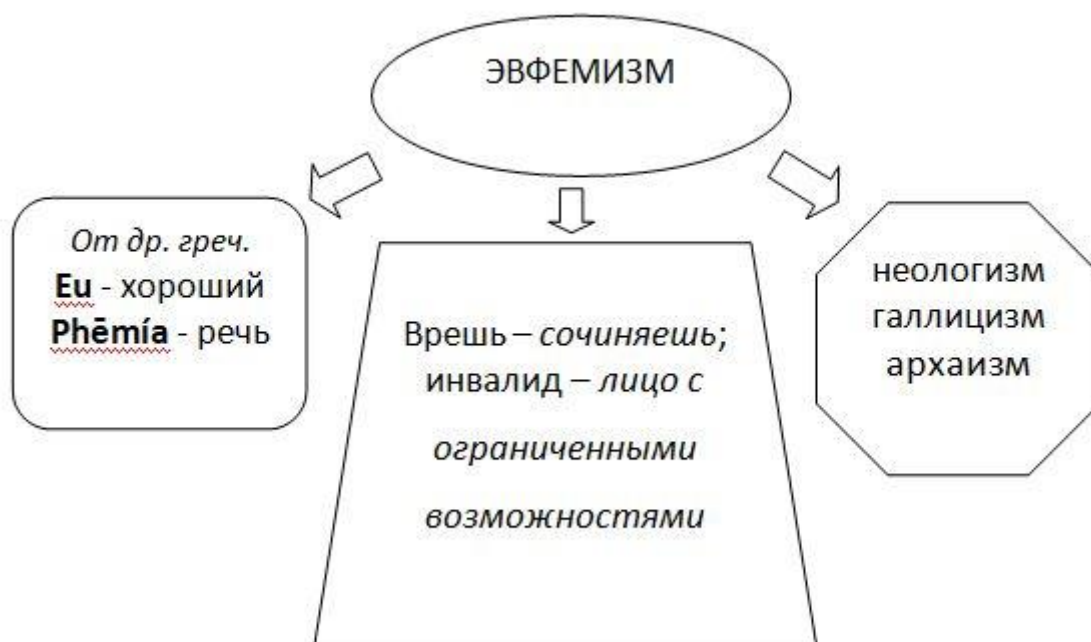 ЭВФЕМИЗМ
От др. греч.
Eu - хороший
Phēmía - речь
Врешь – сочиняешь;
инвалид – лицо с
ограниченными
возможностями
неологизм
галлицизм
архаизм